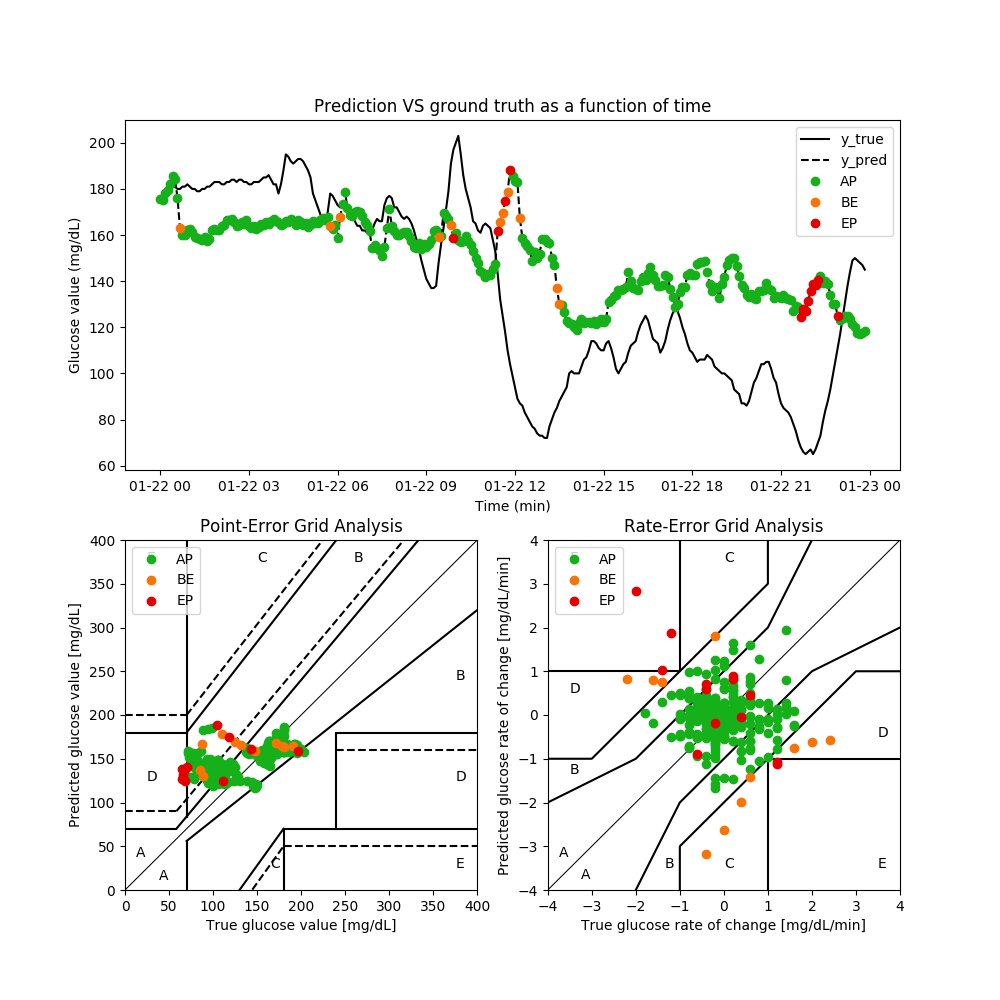 Prediction VS ground truth as a function of time
Glucose value (mg/dL)
200
180
160
140
120
100
80
60
y_true
y_pred
AP
BE
EP
01-22 00 01-22 03 01-22 06 01-22 09 01-22 12 01-22 15 01-22 18 01-22 21 01-23 00
Time (min)
Point-Error Grid Analysis
Predicted glucose value [mg/dL]
400
350
300
250
200
150
100
50
0
AP
BE
EP
C B
B
D D
A
A
C E
0 50 100 150 200 250 300 350 400
True glucose value [mg/dL]
Rate-Error Grid Analysis
Predicted glucose rate of change [mg/dL/min]
4
3
2
1
0
−1
−2
−3
−4
AP
BE
EP
C
D
D
B
A
A
B C E
−4 −3 −2 −1 0 1 2 3 4
True glucose rate of change [mg/dL/min]